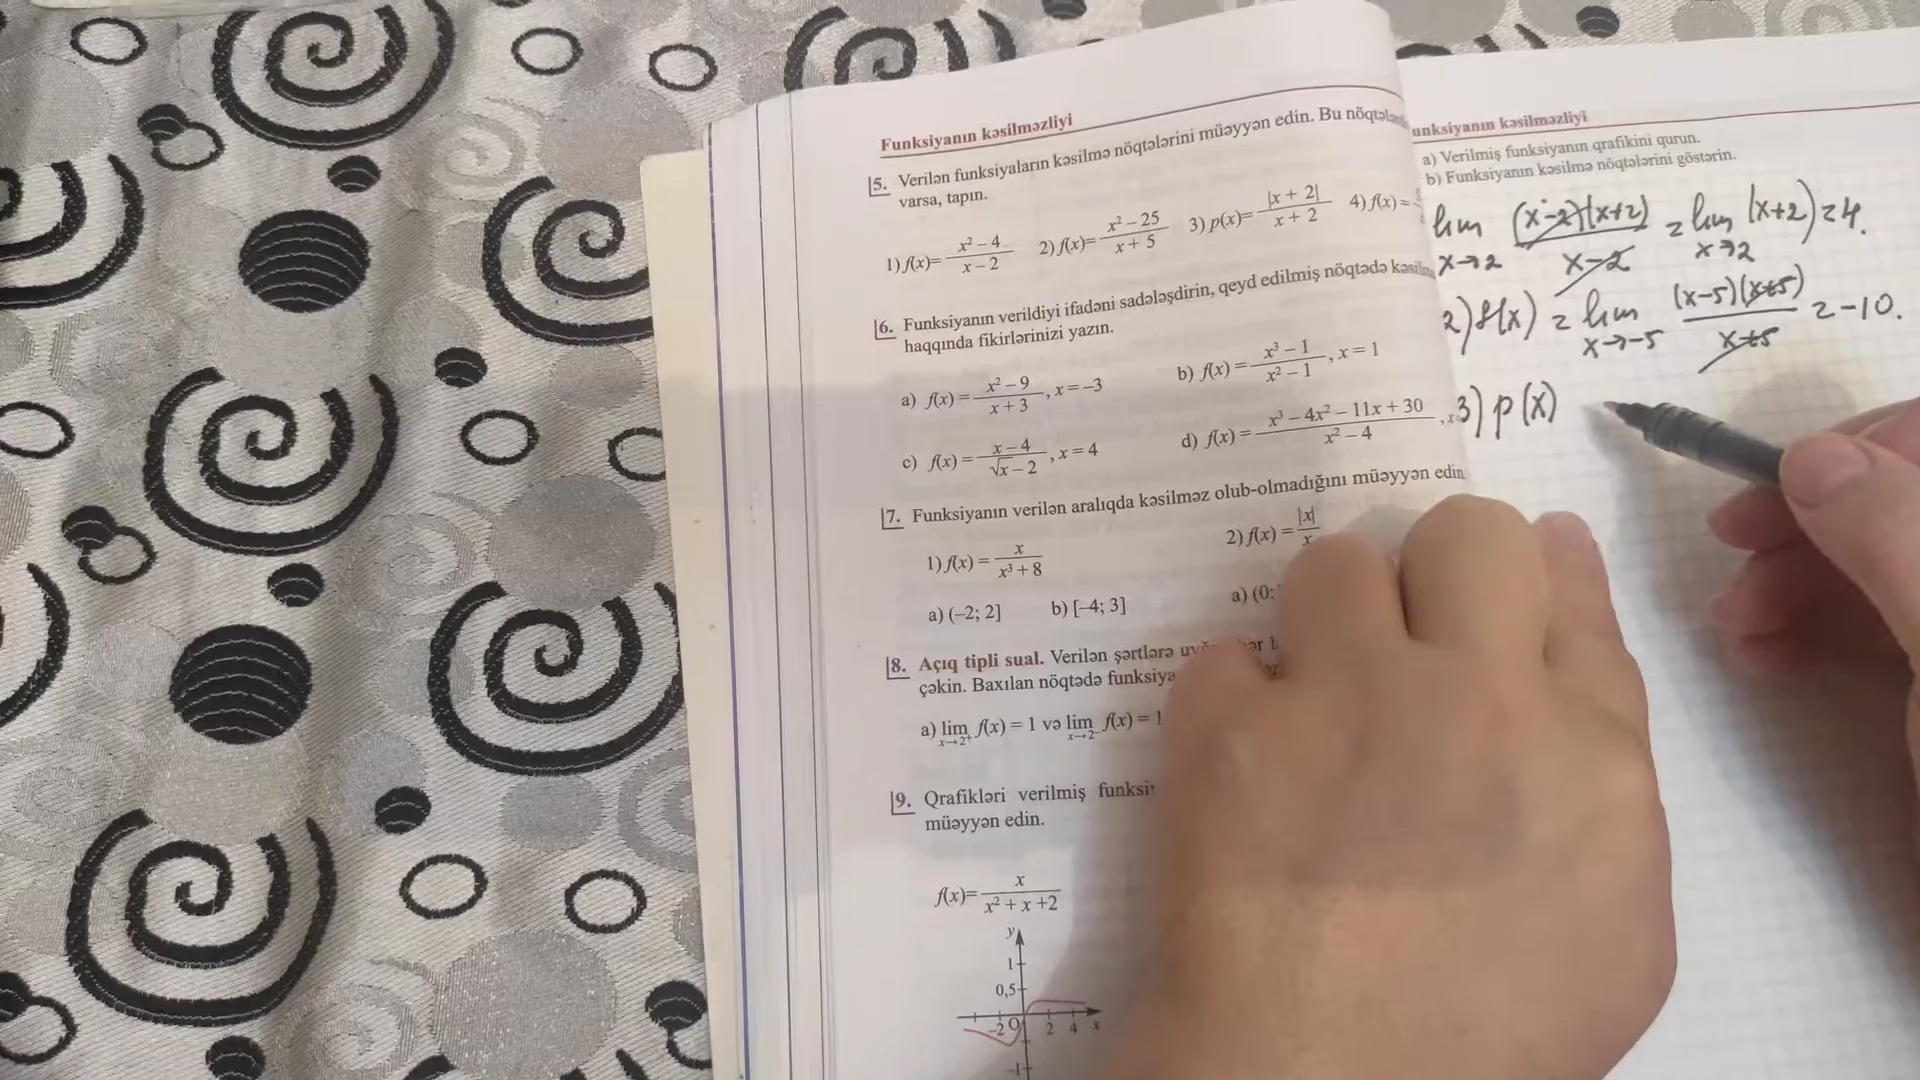 Funksiyanın kəsilməzliyi
5. Verilən funksiyaların kəsilmə nöqtələrini müəyyən edin. Bu
varsa, tapın.
1) f(x)= x² – 4 / x – 2 2) f(x)= x² – 25 / x + 5 3) p(x)= |x + 2| / x + 2 4) f(x)=
6. Funksiyanın verildiyi ifadəni sadələşdirin, qeyd edilmiş nöqtədə
haqqında fikirlərinizi yazın.
a) f(x) = x² – 9 / x + 3 , x = –3 b) f(x) = x³ – 1 / x² – 1 , x = 1
c) f(x) = x – 4 / √x – 2 , x = 4 d) f(x) = x³ – 4x² – 11x + 30 / x² – 4 ,
7. Funksiyanın verilən aralıqda kəsilməz olub-olmadığını müəyyən edin
1) f(x) = x / x³ + 8 2) f(x) = |x| / x
a) (–2; 2] b) [–4; 3] a) (0;
8. Açıq tipli sual. Verilən şərtlərə
çəkin. Baxılan nöqtədə
a) lim x→2⁺ f(x) = 1 və lim x→2⁻ f(x) = 1
9. Qrafikləri verilmiş
müəyyən edin.
f(x)= x / x² + x +2
y
1
0,5
–2 O 2 4 x
–1
unksiyanın kəsilməzliyi
a) Verilmiş funksiyanın qrafikini qurun.
b) Funksiyanın kəsilmə nöqtələrini göstərin.
lim x→2 (x-2)(x+2) / x-2 = lim x→2 (x+2) = 4.
2) f(x) = lim x→-5 (x-5)(x+5) / x+5 = -10.
3) p(x)